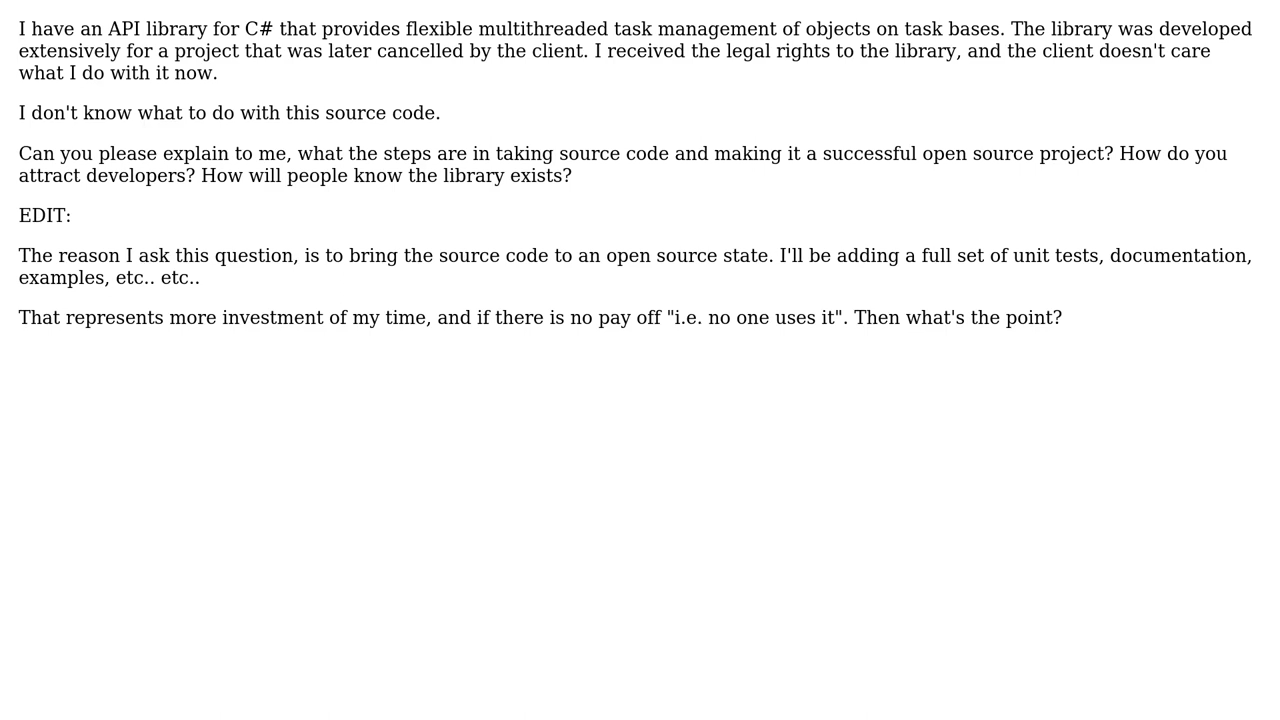 I have an API library for C# that provides flexible multithreaded task management of objects on task bases. The library was developed
extensively for a project that was later cancelled by the client. I received the legal rights to the library, and the client doesn't care
what I do with it now.
I don't know what to do with this source code.
Can you please explain to me, what the steps are in taking source code and making it a successful open source project? How do you
attract developers? How will people know the library exists?
EDIT:
The reason I ask this question, is to bring the source code to an open source state. I'll be adding a full set of unit tests, documentation,
examples, etc.. etc..
That represents more investment of my time, and if there is no pay off "i.e. no one uses it". Then what's the point?